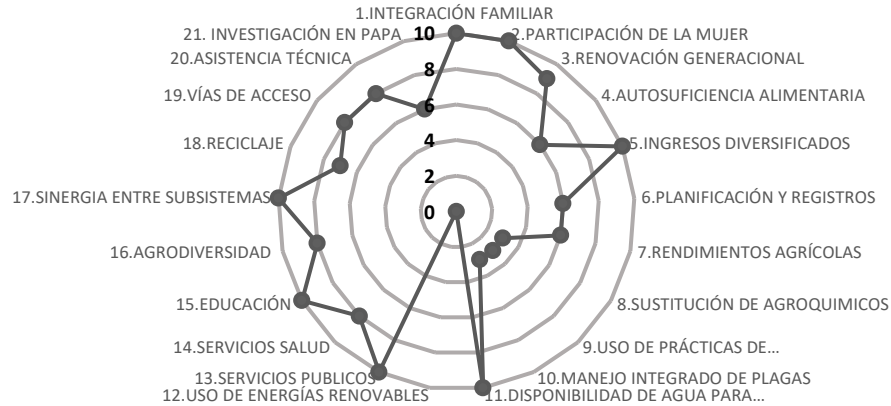 1.INTEGRACIÓN FAMILIAR
2.PARTICIPACIÓN DE LA MUJER
3.RENOVACIÓN GENERACIONAL
4.AUTOSUFICIENCIA ALIMENTARIA
5.INGRESOS DIVERSIFICADOS
6.PLANIFICACIÓN Y REGISTROS
7.RENDIMIENTOS AGRÍCOLAS
8.SUSTITUCIÓN DE AGROQUIMICOS
9.USO DE PRÁCTICAS DE...
10.MANEJO INTEGRADO DE PLAGAS
11.DISPONIBILIDAD DE AGUA PARA...
12.USO DE ENERGÍAS RENOVABLES
13.SERVICIOS PUBLICOS
14.SERVICIOS SALUD
15.EDUCACIÓN
16.AGRODIVERSIDAD
17.SINERGIA ENTRE SUBSISTEMAS
18.RECICLAJE
19.VÍAS DE ACCESO
20.ASISTENCIA TÉCNICA
21. INVESTIGACIÓN EN PAPA
10
8
6
4
2
0